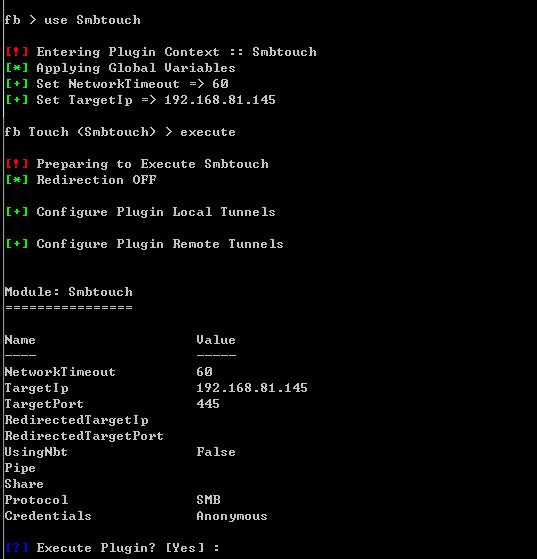 fb > use Smbtouch
[!] Entering Plugin Context :: Smbtouch
[*] Applying Global Variables
[+] Set NetworkTimeout => 60
[+] Set TargetIp => 192.168.81.145
fb Touch (Smbtouch) > execute
[!] Preparing to Execute Smbtouch
[*] Redirection OFF
[+] Configure Plugin Local Tunnels
[+] Configure Plugin Remote Tunnels
Module: Smbtouch
================
Name Value
---- -----
NetworkTimeout 60
TargetIp 192.168.81.145
TargetPort 445
RedirectedTargetIp
RedirectedTargetPort
UsingNbt False
Pipe
Share
Protocol SMB
Credentials Anonymous
[?] Execute Plugin? [Yes] :